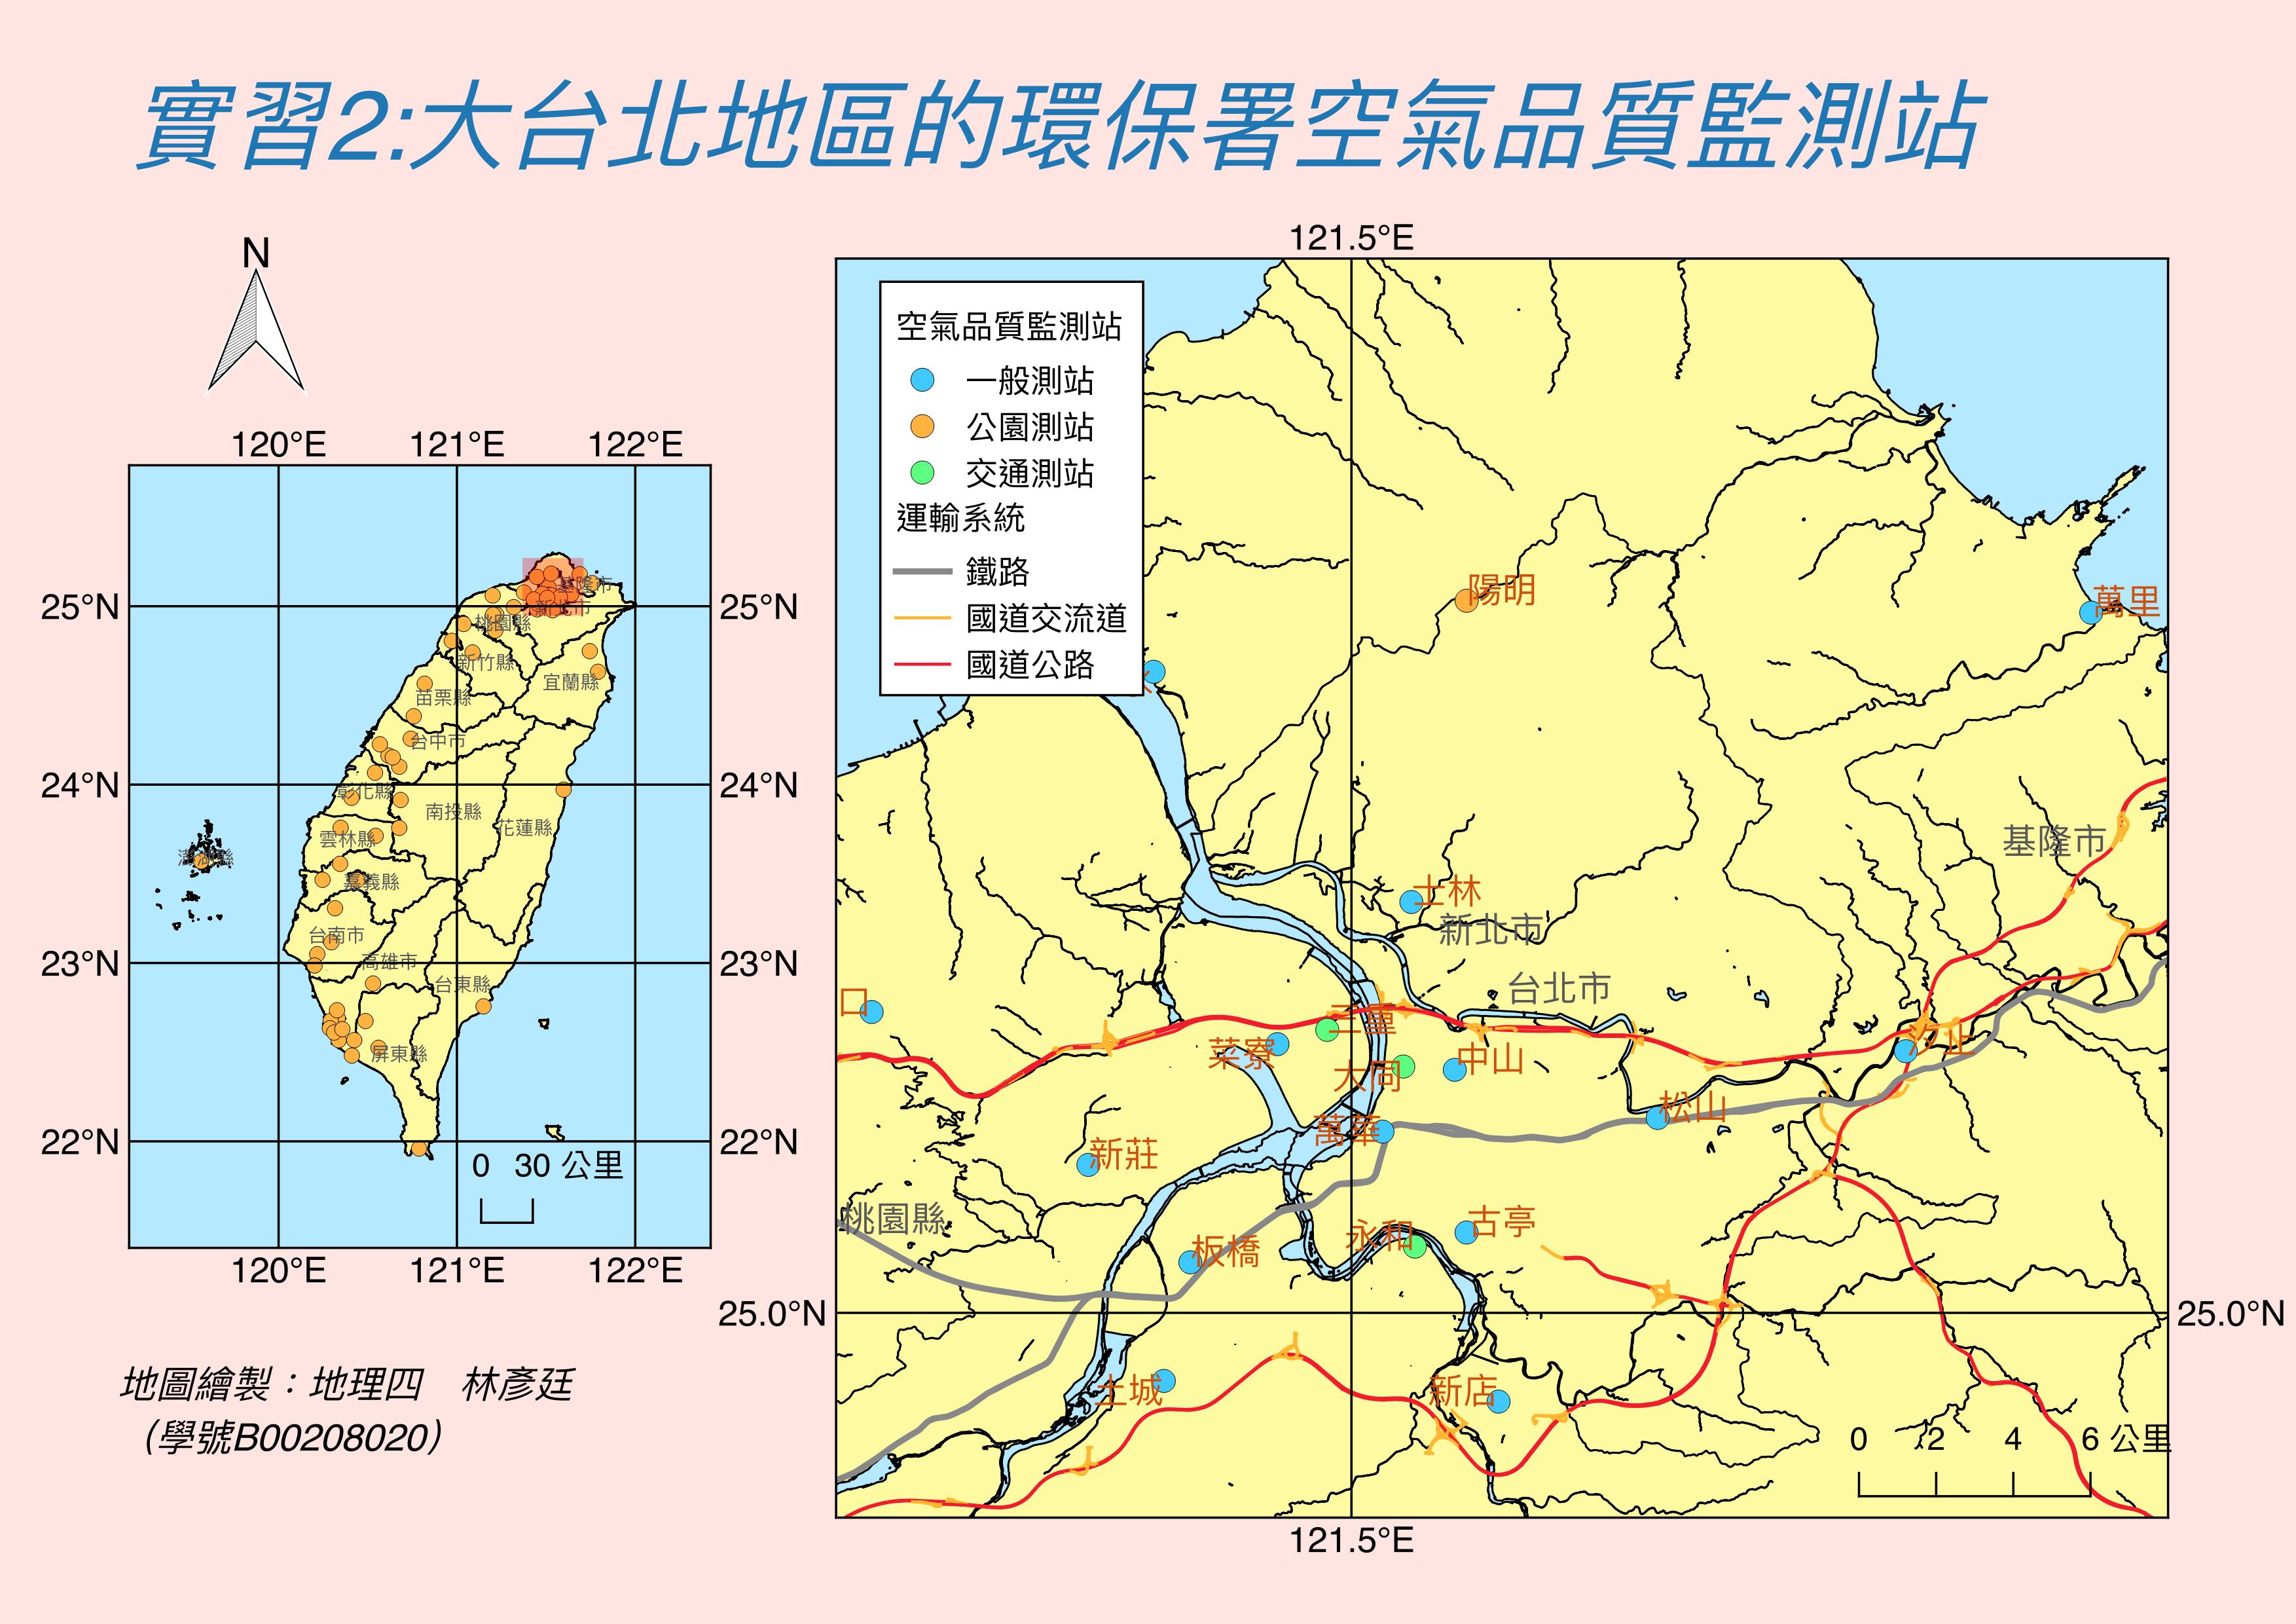 實習2:大台北地區的環保署空氣品質監測站
N
120°E 121°E 122°E
25°N 25°N
24°N 24°N
23°N 23°N
22°N 22°N
120°E 121°E 122°E
基隆市
新北市
桃園縣
新竹縣
宜蘭縣
苗栗縣
台中市
彰化縣
南投縣
花蓮縣
雲林縣
澎湖縣
嘉義縣
台南市
高雄市
台東縣
屏東縣
0 30 公里
地圖繪製：地理四 林彥廷
（學號B00208020）
121.5°E
空氣品質監測站
一般測站
公園測站
交通測站
運輸系統
鐵路
國道交流道
國道公路
陽明
萬里
基隆市
士林
新北市
台北市
口
三重
菜寮
大同
中山
汐止
松山
萬華
新莊
桃園縣
永和
古亭
板橋
25.0°N 25.0°N
土城
新店
0 2 4 6 公里
121.5°E